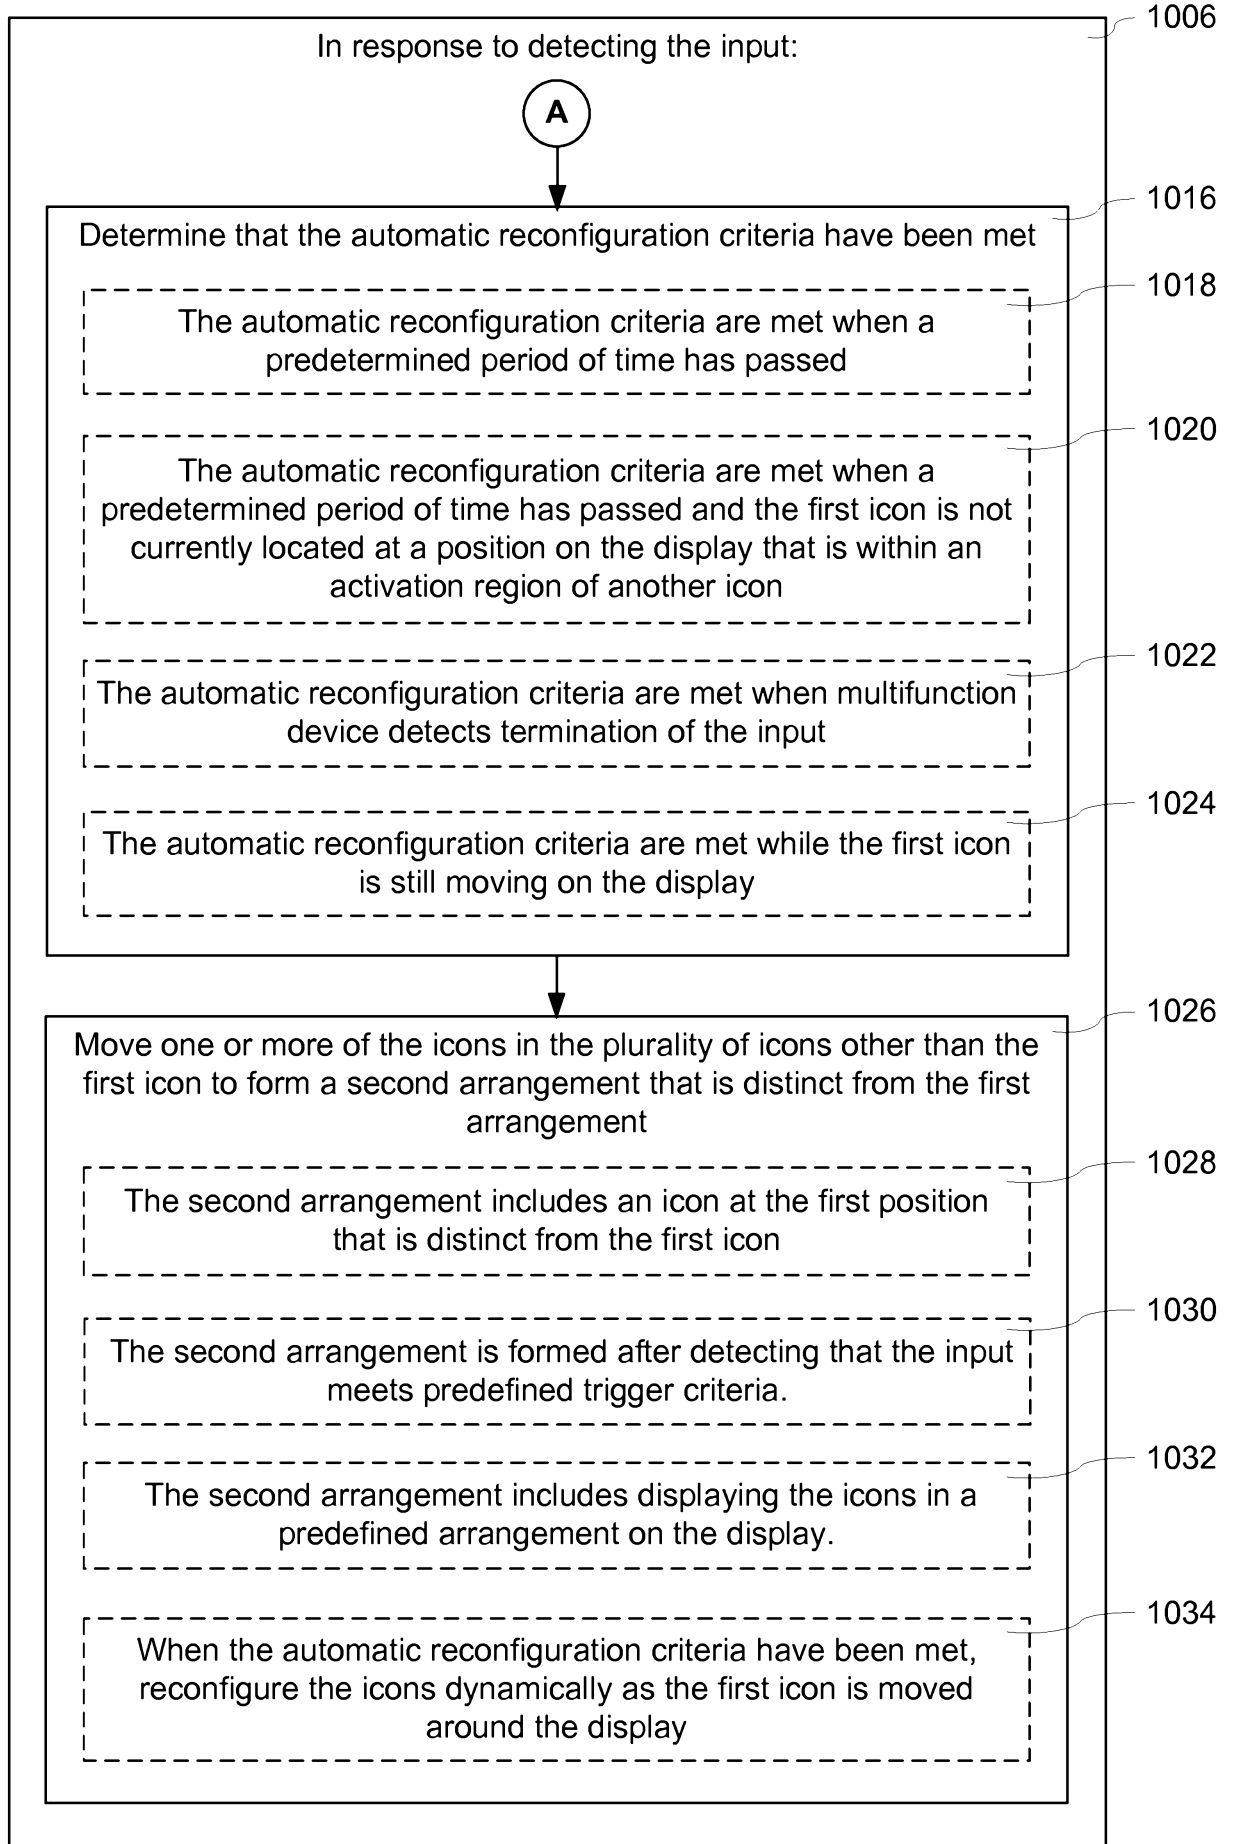 1006
In response to detecting the input:
A
1016
Determine that the automatic reconfiguration criteria have been met
1018
The automatic reconfiguration criteria are met when a
predetermined period of time has passed
1020
The automatic reconfiguration criteria are met when a
predetermined period of time has passed and the first icon is not
currently located at a position on the display that is within an
activation region of another icon
1022
The automatic reconfiguration criteria are met when multifunction
device detects termination of the input
1024
The automatic reconfiguration criteria are met while the first icon
is still moving on the display
1026
Move one or more of the icons in the plurality of icons other than the
first icon to form a second arrangement that is distinct from the first
arrangement
1028
The second arrangement includes an icon at the first position
that is distinct from the first icon
1030
The second arrangement is formed after detecting that the input
meets predefined trigger criteria.
1032
The second arrangement includes displaying the icons in a
predefined arrangement on the display.
1034
When the automatic reconfiguration criteria have been met,
reconfigure the icons dynamically as the first icon is moved
around the display